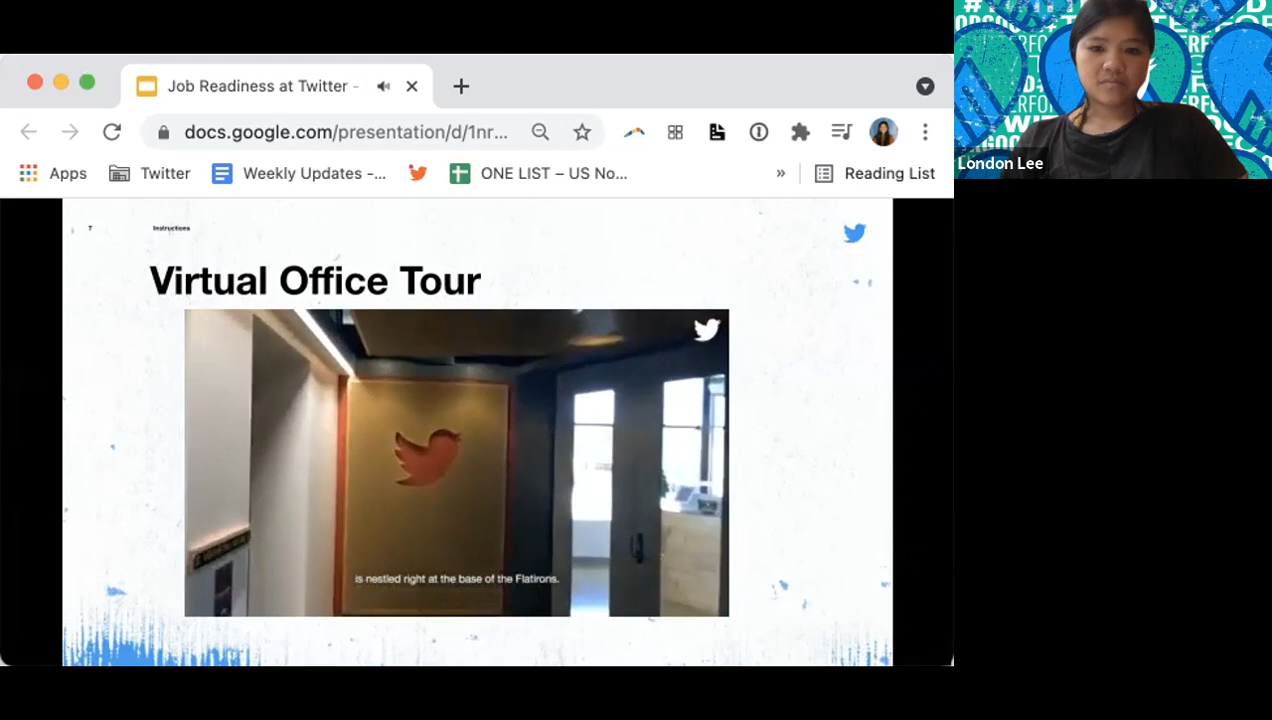 Job Readiness at Twitter -
docs.google.com/presentation/d/1nr...
Apps
Twitter
Weekly Updates -...
ONE LIST – US No...
»
Reading List
7
Instructions
Virtual Office Tour
is nestled right at the base of the Flatirons.
London Lee